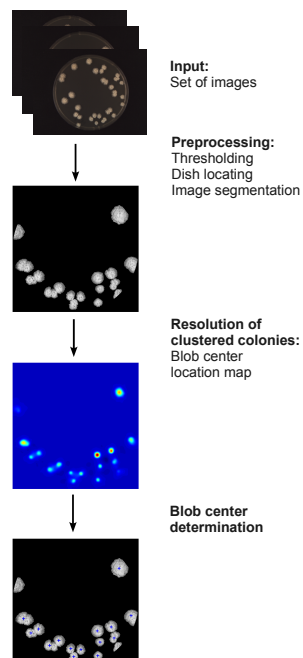 Input:
Set of images
Preprocessing:
Thresholding
Dish locating
Image segmentation
Resolution of
clustered colonies:
Blob center
location map
Blob center
determination